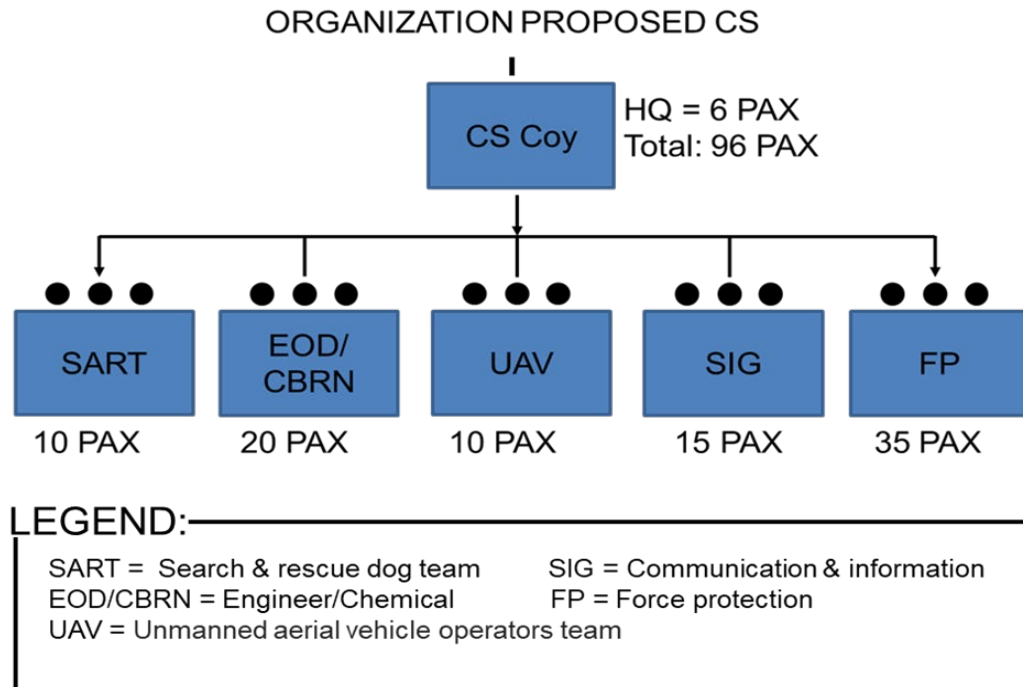 ORGANIZATION PROPOSED CS
CS Coy
HQ = 6 PAX
Total: 96 PAX
SART
EOD/
CBRN
UAV
SIG
FP
10 PAX
20 PAX
10 PAX
15 PAX
35 PAX
LEGEND:
SART = Search & rescue dog team
SIG = Communication & information
EOD/CBRN = Engineer/Chemical
FP = Force protection
UAV = Unmanned aerial vehicle operators team